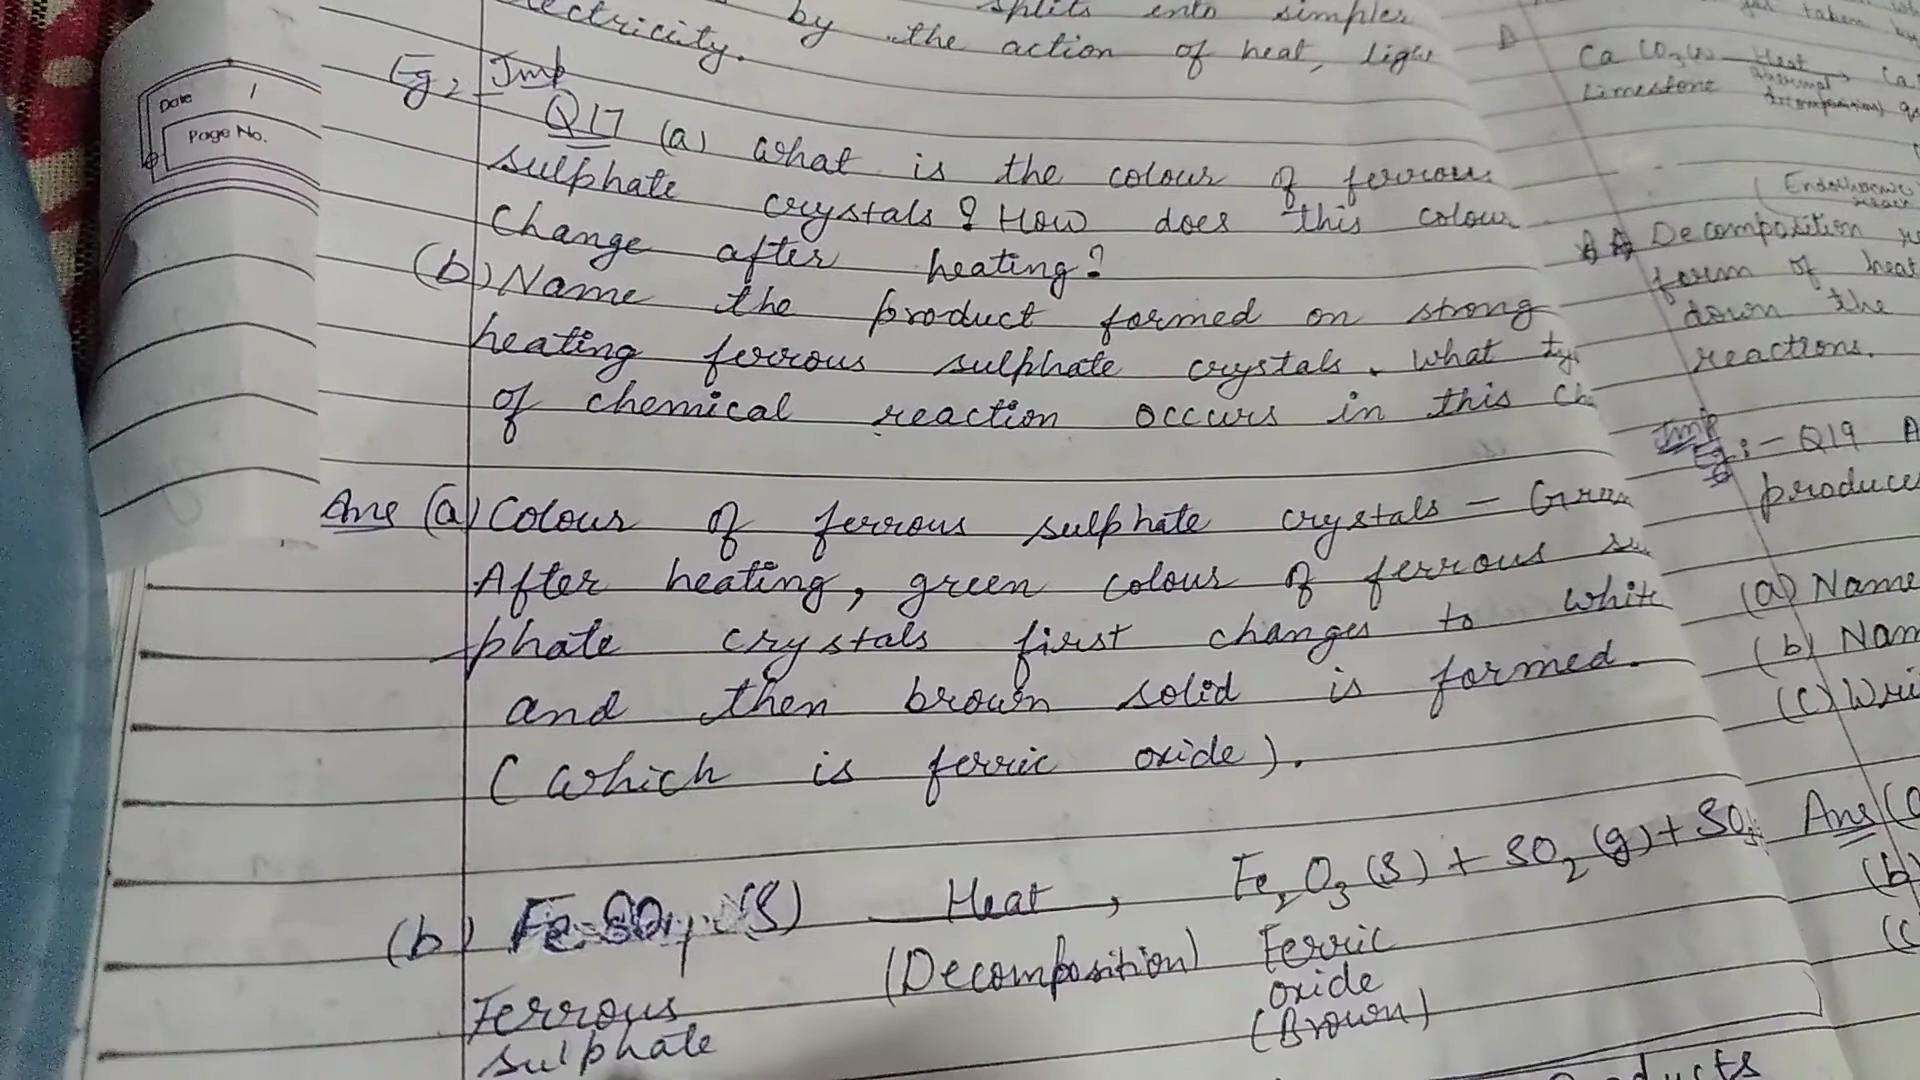 by the action of heat, light
splits into simpler
electricity.
Eg, Imp
Q17 (a) What is the colour of ferrous
sulphate crystals? How does this colour
change after heating?
(b) Name the product formed on strong
heating ferrous sulphate crystals. What
of chemical reaction occurs in this
Ans (a) Colour of ferrous sulphate crystals - Green
After heating, green colour of ferrous su
phate crystals first changes to white
and then brown solid is formed.
(which is ferric oxide).
(b) FeSO4 (s) Heat Fe2O3 (s) + SO2 (g) + SO3
(Decomposition)
Ferrous
sulphate
Ferric
oxide
(Brown)
Date
Page No.
CaCO3(s) Heat
Limestone
Decomposition
form of heat
down the
reactions.
Imp
Eg:- Q19 A
produce
(a) Name
(b) Nam
(c) Wri
Ans (a
(b)
(c